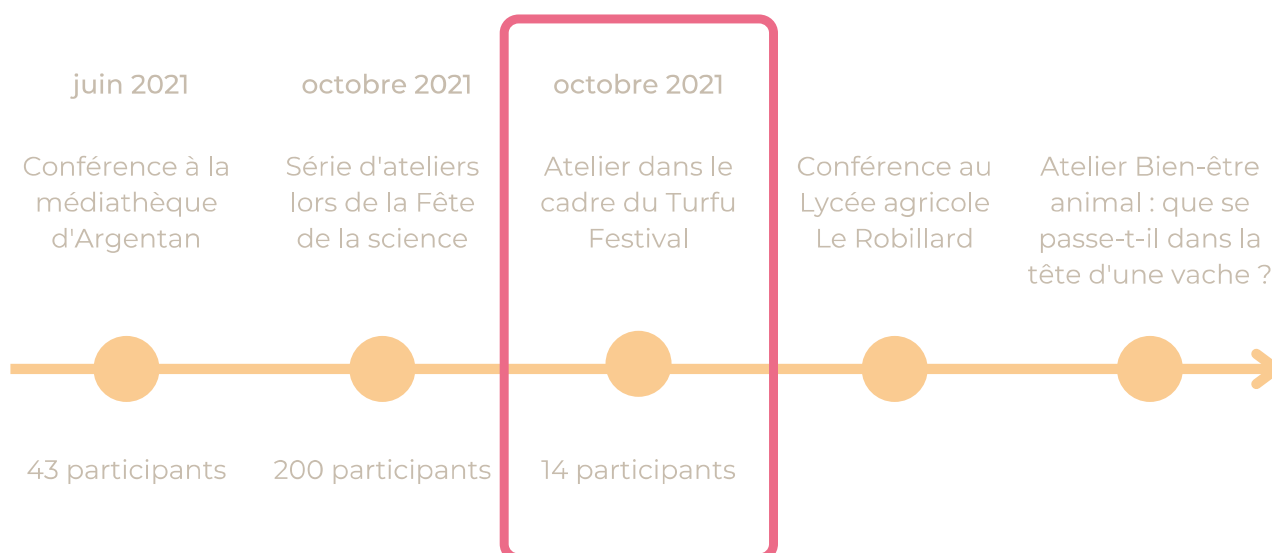 juin 2021
Conférence à la
médiathèque
d'Argentan
43 participants
octobre 2021
Série d'ateliers
lors de la Fête
de la science
200 participants
octobre 2021
Atelier dans le
cadre du Turfu
Festival
14 participants
Conférence au
Lycée agricole
Le Robillard
Atelier Bien-être
animal : que se
passe-t-il dans la
tête d'une vache ?